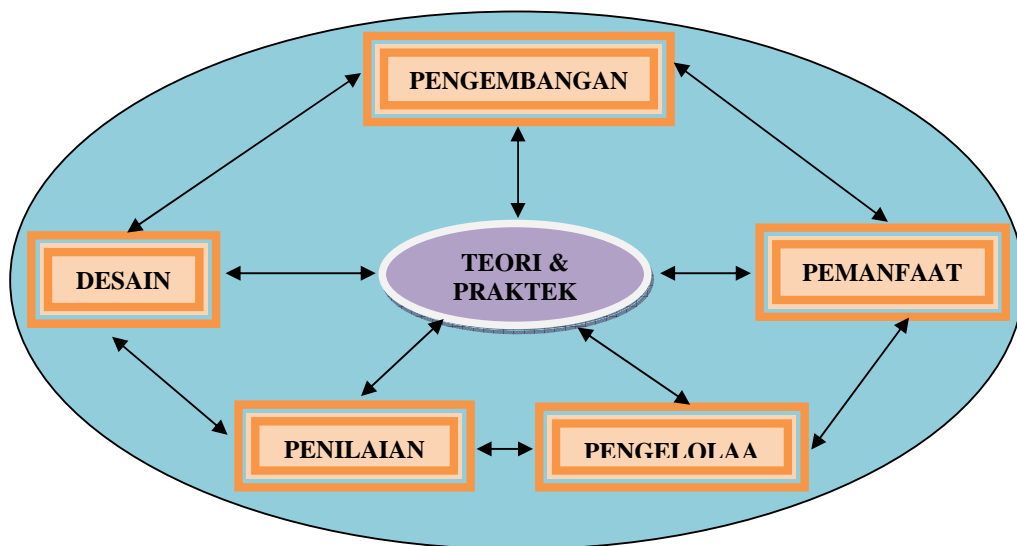 PENGEMBANGAN
DESAIN
TEORI &
PRAKTEK
PEMANFAAT
PENILAIAN
PENGELOLAA